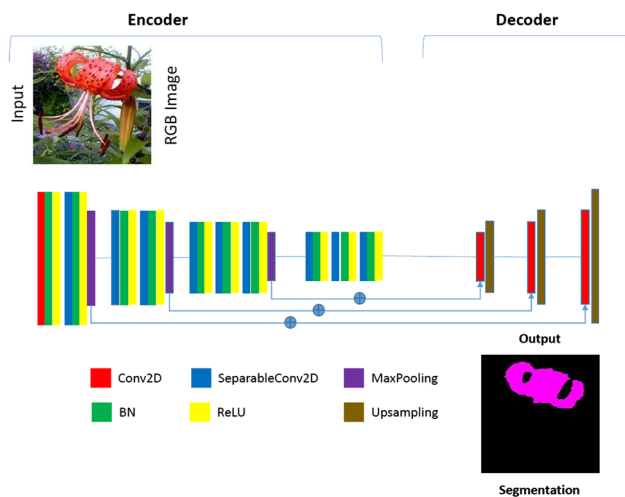 Encoder
Decoder
Input
RGB Image
Output
Conv2D
SeparableConv2D
MaxPooling
BN
ReLU
Upsampling
Segmentation